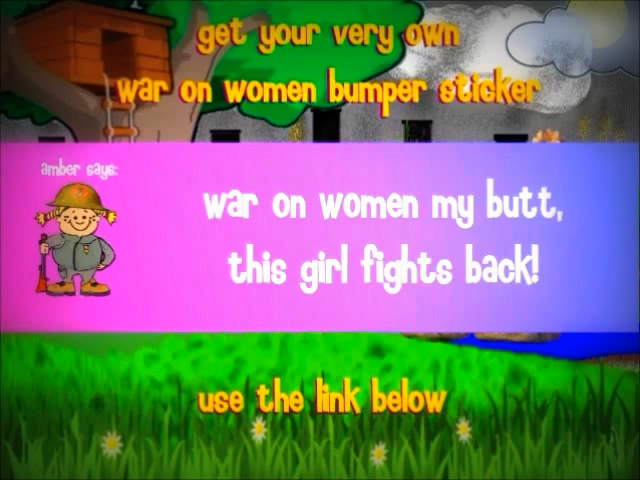 get your very own
war on women bumper sticker
amber says:
war on women my butt,
this girl fights back!
use the link below